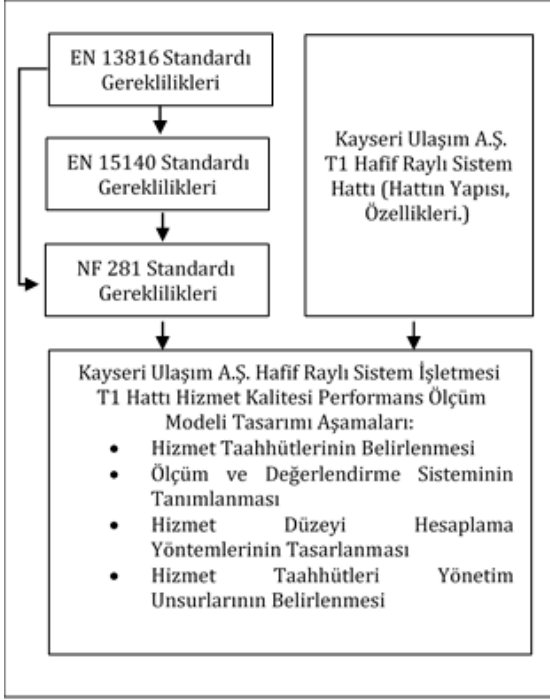 EN 13816 Standardı
Gereklilikleri
EN 15140 Standardı
Gereklilikleri
NF 281 Standardı
Gereklilikleri
Kayseri Ulaşım A.Ş.
T1 Hafif Raylı Sistem
Hattı (Hattın Yapısı,
Özellikleri.)
Kayseri Ulaşım A.Ş. Hafif Raylı Sistem İşletmesi
T1 Hattı Hizmet Kalitesi Performans Ölçüm
Modeli Tasarımı Aşamaları:
• Hizmet Taahhütlerinin Belirlenmesi
• Ölçüm ve Değerlendirme Sisteminin
Tanımlanması
• Hizmet Düzeyi Hesaplama
Yöntemlerinin Tasarlanması
• Hizmet Taahhütleri Yönetim
Unsurlarının Belirlenmesi